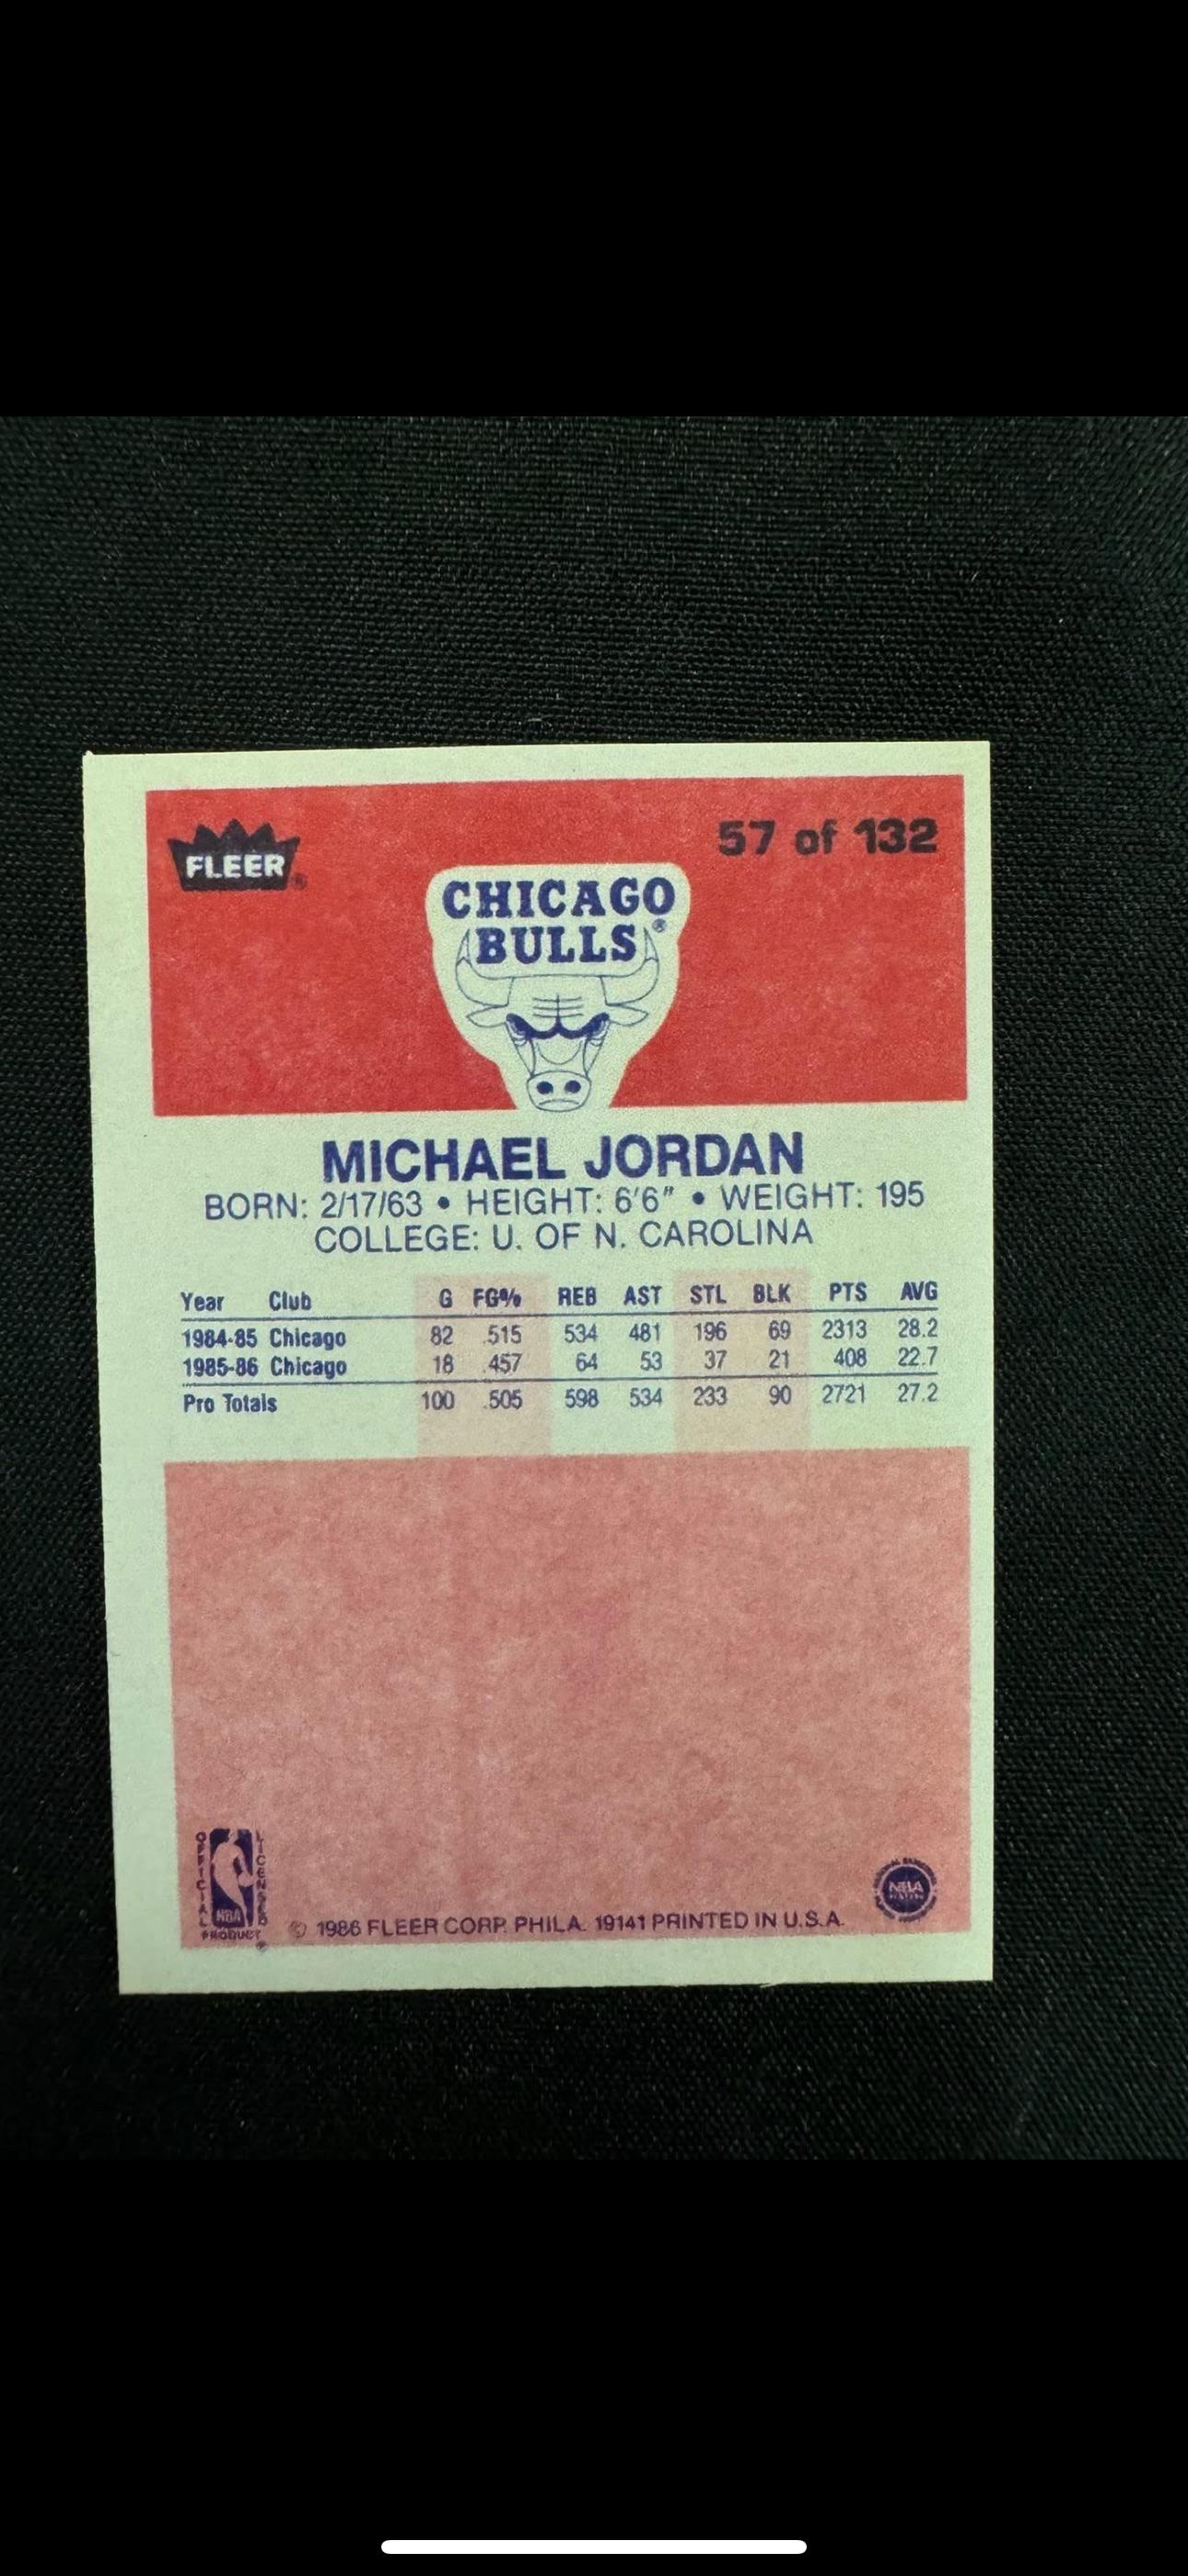 FLEER®
57 of 132
CHICAGO
BULLS®
MICHAEL JORDAN
BORN: 2/17/63 • HEIGHT: 6'6" • WEIGHT: 195
COLLEGE: U. OF N. CAROLINA
Year Club G FG% REB AST STL BLK PTS AVG
1984-85 Chicago 82 .515 534 481 196 69 2313 28.2
1985-86 Chicago 18 .457 64 53 37 21 408 22.7
Pro Totals 100 .505 598 534 233 90 2721 27.2
OFFICIAL
LICENSED
NBA
PRODUCT®
© 1986 FLEER CORP. PHILA. 19141 PRINTED IN U.S.A.